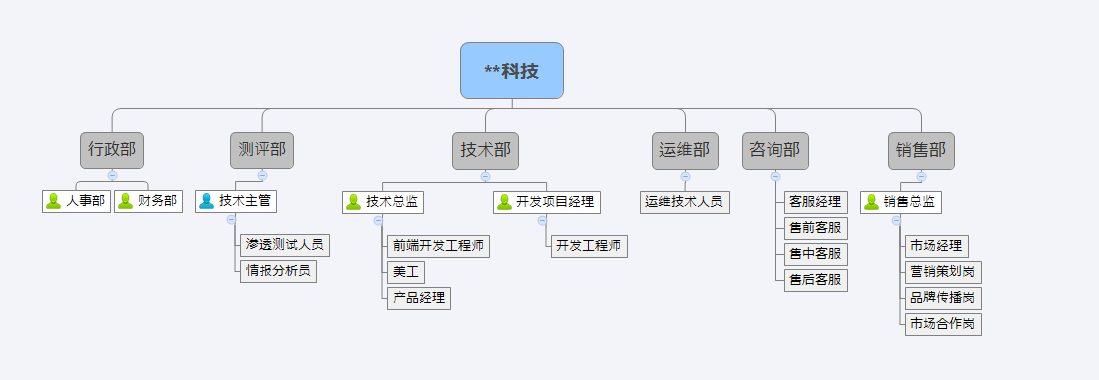 **科技
行政部
测评部
技术部
运维部
咨询部
销售部
人事部
财务部
技术主管
技术总监
开发项目经理
运维技术人员
客服经理
销售总监
售前客服
渗透测试人员
前端开发工程师
开发工程师
售中客服
市场经理
情报分析员
美工
售后客服
营销策划岗
产品经理
品牌传播岗
市场合作岗